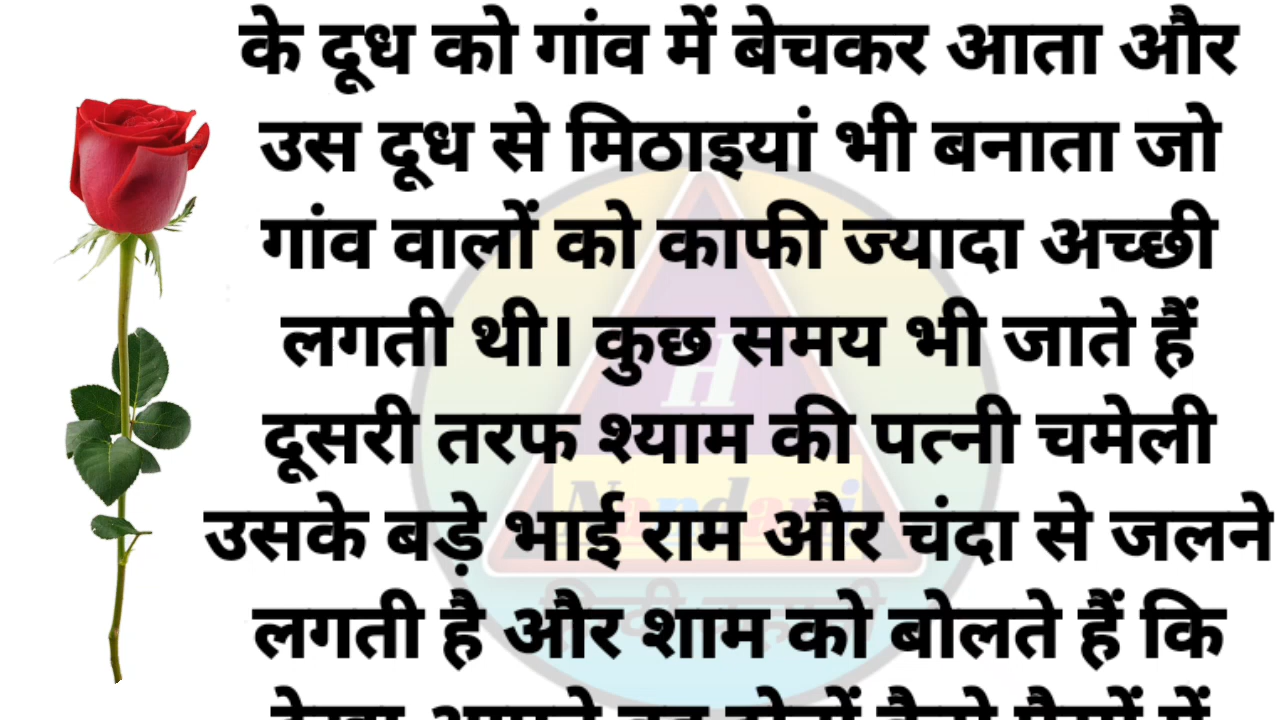 के दूध को गांव में बेचकर आता और
उस दूध से मिठाइयां भी बनाता जो
गांव वालों को काफी ज्यादा अच्छी
लगती थी। कुछ समय भी जाते हैं
दूसरी तरफ श्याम की पत्नी चमेली
उसके बड़े भाई राम और चंदा से जलने
लगती है और शाम को बोलते हैं कि
H
Nandani